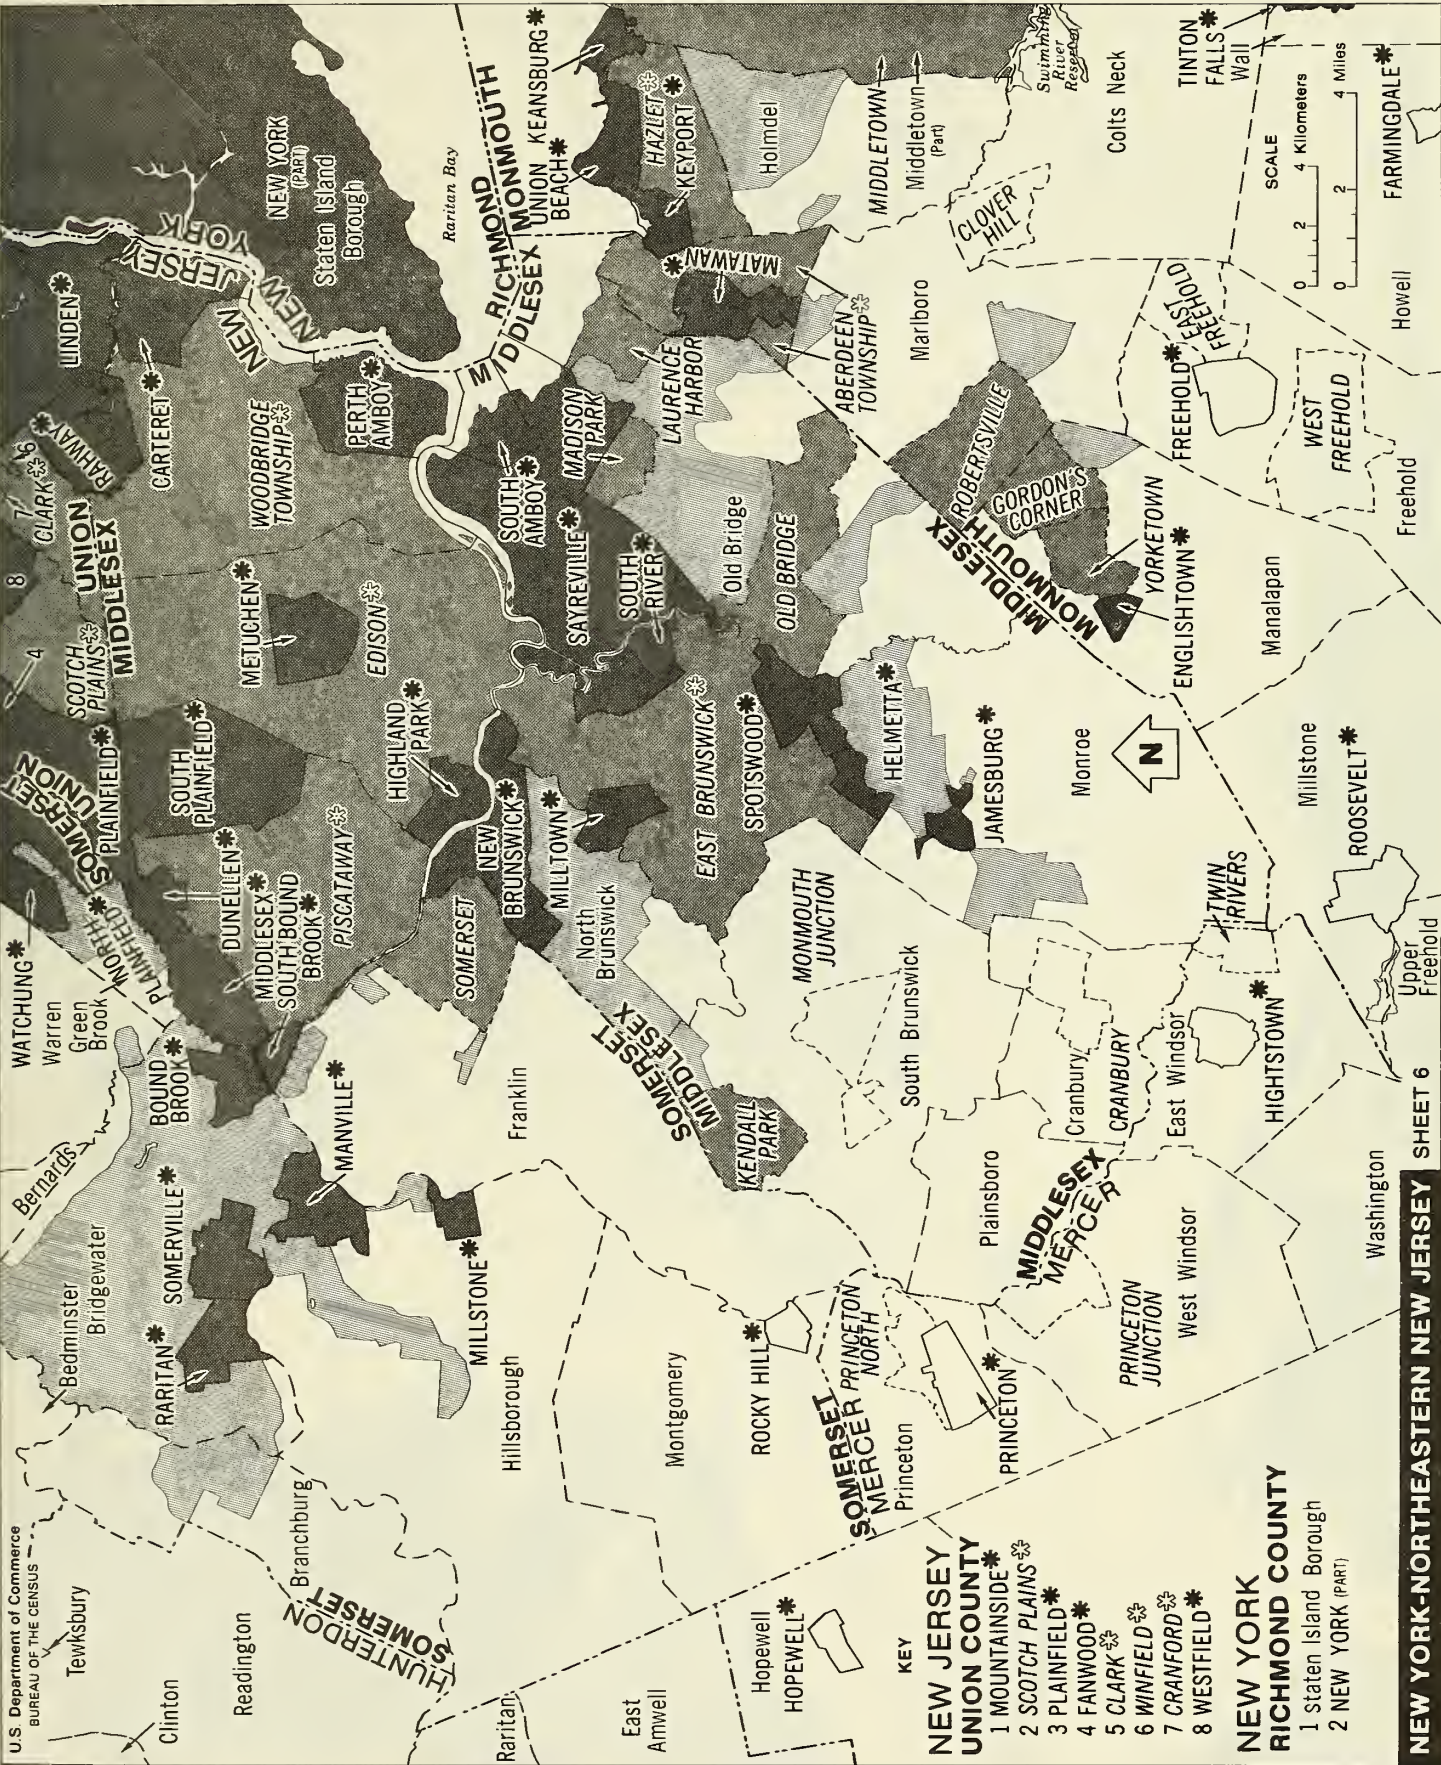 U.S. Department of Commerce
BUREAU OF THE CENSUS
Tewksbury
Clinton
Readington
HUNTERDON
SOMERSET
Branchburg
Raritan
East
Amwell
Hopewell
HOPEWELL*
Bedminster
Bridgewater
Bernards
RARITAN*
SOMERVILLE*
BOUND
BROOK*
MANVILLE*
MILLSTONE*
Hillsborough
Montgomery
ROCKY HILL*
Franklin
WATCHUNG*
Warren
Green
Brook
NORTH*
PLAINFIELD
SOMERSET
UNION
PLAINFIELD*
SOUTH
PLAINFIELD*
DUNELLEN*
MIDDLESEX*
SOUTH BOUND
BROOK*
PISCATAWAY*
SOMERSET
HIGHLAND
PARK*
NEW
BRUNSWICK*
MILLTOWN*
North
Brunswick
SOMERSET
MIDDLESEX
KENDALL
PARK
4
8
7
6
SCOTCH
PLAINS*
CLARK*
RAHWAY*
UNION
MIDDLESEX
LINDEN*
CARTERET*
METUCHEN*
EDISON*
WOODBRIDGE
TOWNSHIP*
PERTH
AMBOY*
NEW JERSEY
NEW YORK
NEW YORK
(PART)
Staten Island
Borough
Raritan Bay
RICHMOND
MONMOUTH
RICHMOND
MIDDLESEX
SOUTH
AMBOY*
SAYREVILLE*
SOUTH
RIVER*
MADISON
PARK
LAURENCE
HARBOR
Old Bridge
OLD BRIDGE
EAST BRUNSWICK*
SPOTSWOOD*
HELMETTA*
JAMESBURG*
Monroe
MONMOUTH
JUNCTION
South Brunswick
KEANSBURG*
UNION
BEACH*
HAZLET*
KEYPORT*
MATAWAN*
ABERDEEN
TOWNSHIP*
Holmdel
MIDDLETOWN
Middletown
(Part)
Swimming
River
Reservoir
Colts Neck
CLOVER
HILL
Marlboro
ROBERTSVILLE
GORDON'S
CORNER
YORKETOWN
ENGLISHTOWN*
MIDDLESEX
MONMOUTH
Manalapan
FREEHOLD*
EAST
FREEHOLD
WEST
FREEHOLD
Freehold
Howell
TINTON
FALLS*
Wall
FARMINGDALE*
SCALE
0 2 4 Kilometers
0 2 4 Miles
N
Millstone
ROOSEVELT*
Upper
Freehold
TWIN
RIVERS
HIGHTSTOWN*
East Windsor
CRANBURY
Cranbury
Plainsboro
MIDDLESEX
MERCER
PRINCETON
JUNCTION
West Windsor
Washington
SOMERSET
MERCER
PRINCETON
NORTH
Princeton
PRINCETON*
KEY
NEW JERSEY
UNION COUNTY
1 MOUNTAINSIDE*
2 SCOTCH PLAINS*
3 PLAINFIELD*
4 FANWOOD*
5 CLARK*
6 WINFIELD*
7 CRANFORD*
8 WESTFIELD*
NEW YORK
RICHMOND COUNTY
1 Staten Island Borough
2 NEW YORK (PART)
NEW YORK-NORTHEASTERN NEW JERSEY SHEET 6